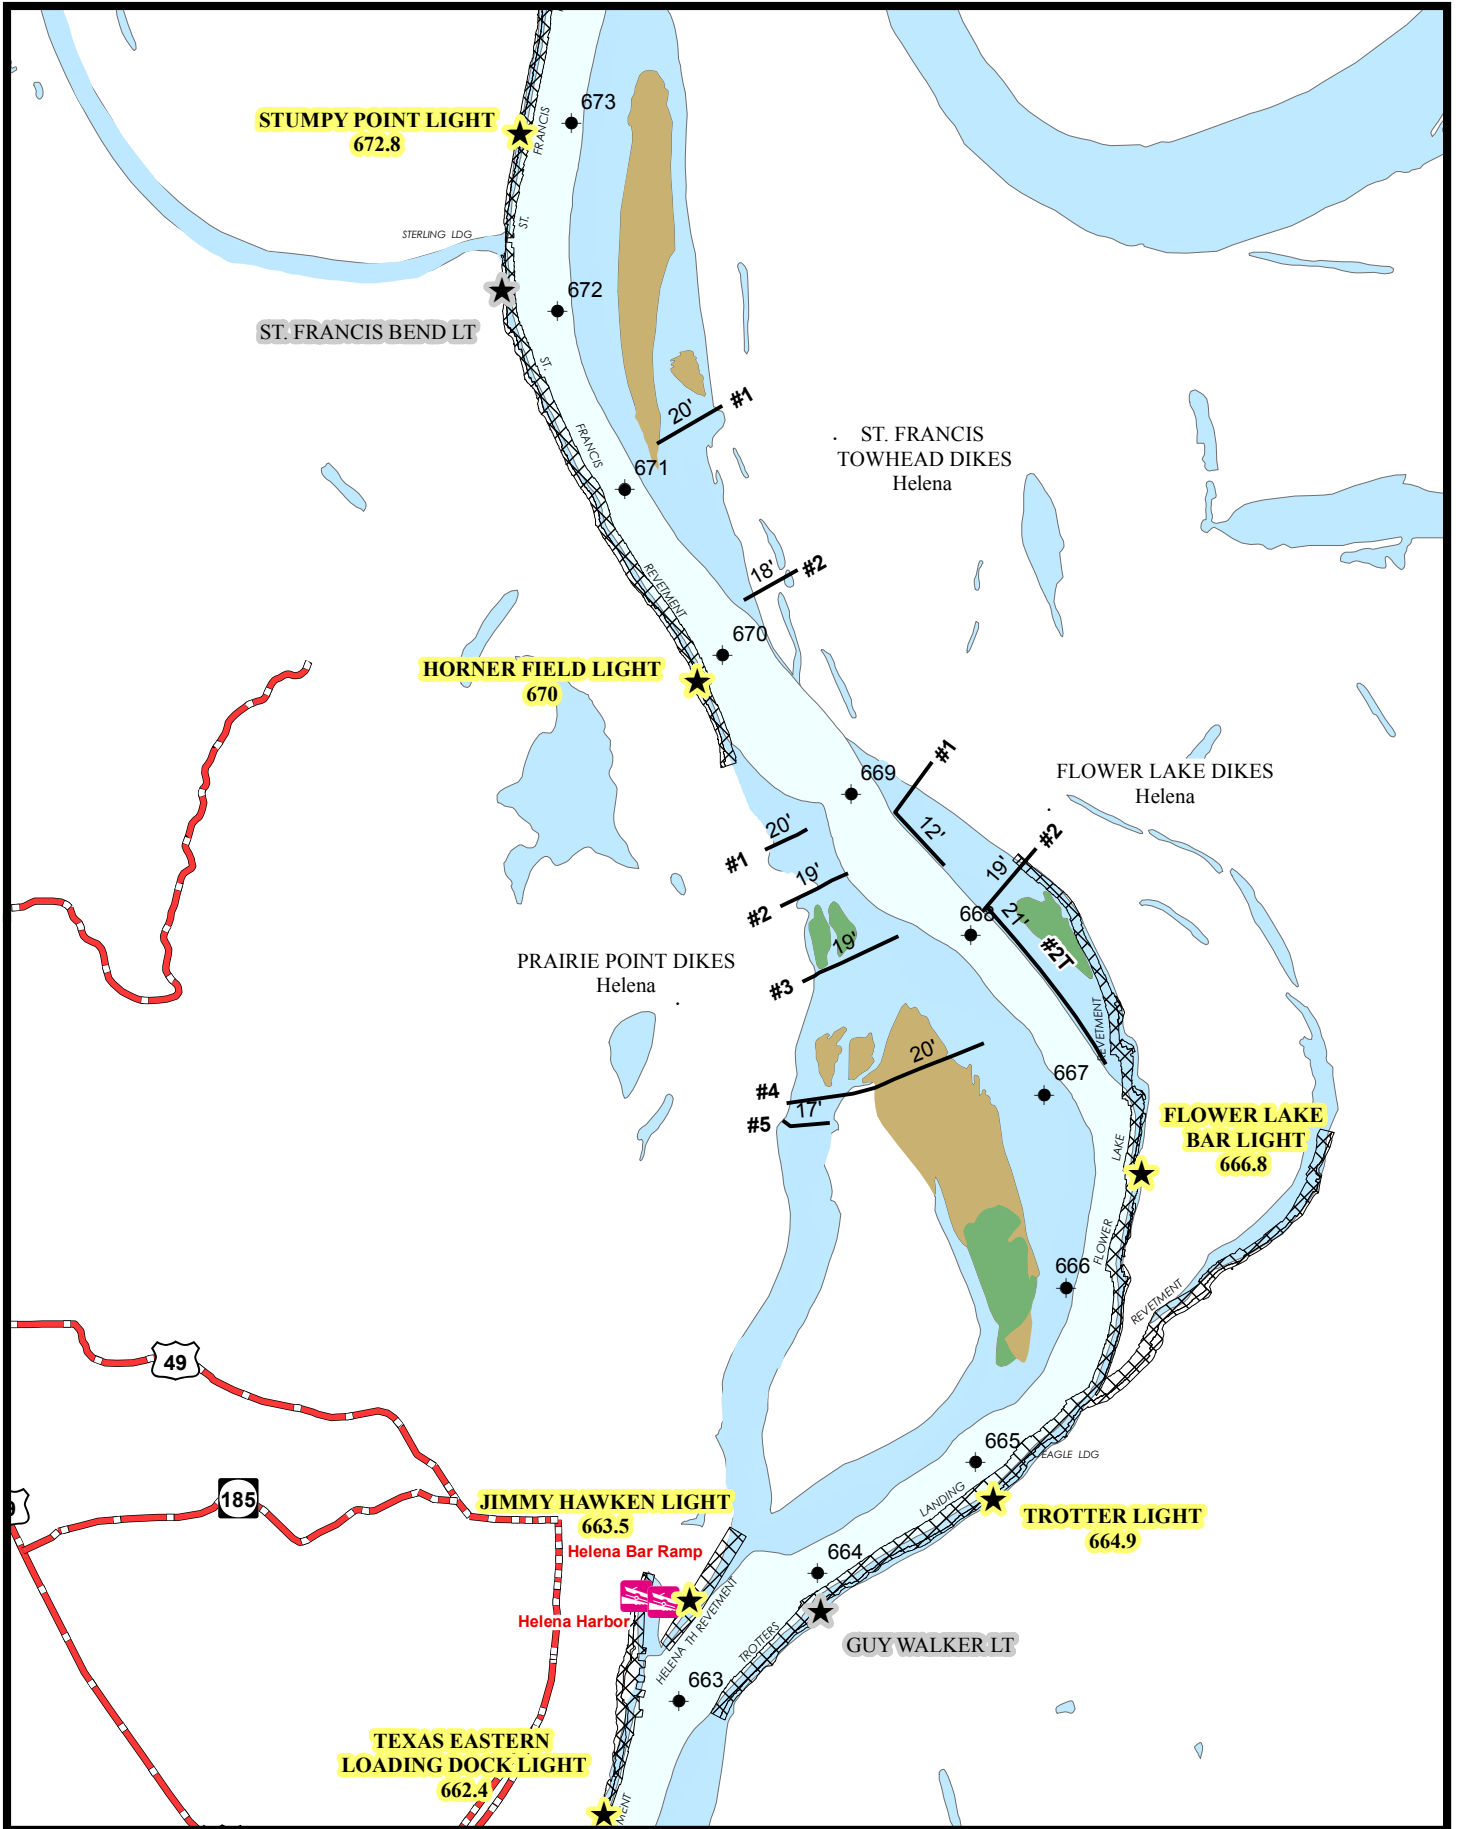 673
STUMPY POINT LIGHT
672.8
FRANCIS
ST.
STERLING LDG
672
ST. FRANCIS BEND LT
ST.
FRANCIS
REVETMENT
20'
#1
671
ST. FRANCIS
TOWHEAD DIKES
Helena
18'
#2
670
HORNER FIELD LIGHT
670
669
#1
12'
FLOWER LAKE DIKES
Helena
20'
#1
19'
#2
19'
#2
21'
#2T
668
19'
#3
PRAIRIE POINT DIKES
Helena
REVETMENT
20'
#4
17'
#5
667
FLOWER LAKE
BAR LIGHT
666.8
LAKE
FLOWER
666
REVETMENT
49
665
EAGLE LDG
185
LANDING
JIMMY HAWKEN LIGHT
663.5
TROTTER LIGHT
664.9
Helena Bar Ramp
664
Helena Harbor
HELENA TH REVETMENT
TROTTERS
GUY WALKER LT
663
TEXAS EASTERN
LOADING DOCK LIGHT
662.4
MENT